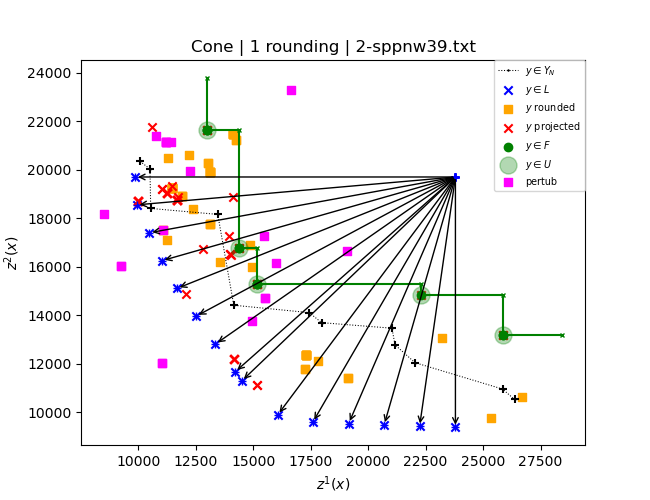 Cone | 1 rounding | 2-sppnw39.txt
z²(x)
24000
22000
20000
18000
16000
14000
12000
10000
y ∈ Y_N
y ∈ L
y rounded
y projected
y ∈ F
y ∈ U
pertub
10000 12500 15000 17500 20000 22500 25000 27500
z¹(x)